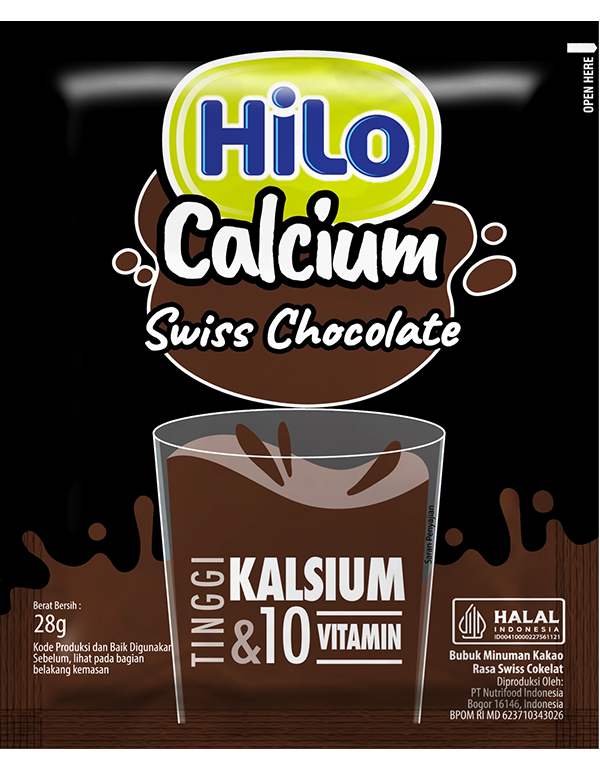 OPEN HERE
HiLo
Calcium
Swiss Chocolate
Saran Penyajian
TINGGI
KALSIUM
&10 VITAMIN
Berat Bersih :
28g
Kode Produksi dan Baik Digunakan
Sebelum, lihat pada bagian
belakang kemasan
HALAL
INDONESIA
ID00410000227561121
Bubuk Minuman Kakao
Rasa Swiss Cokelat
Diproduksi Oleh:
PT Nutrifood Indonesia
Bogor 16146, Indonesia
BPOM RI MD 623710343026